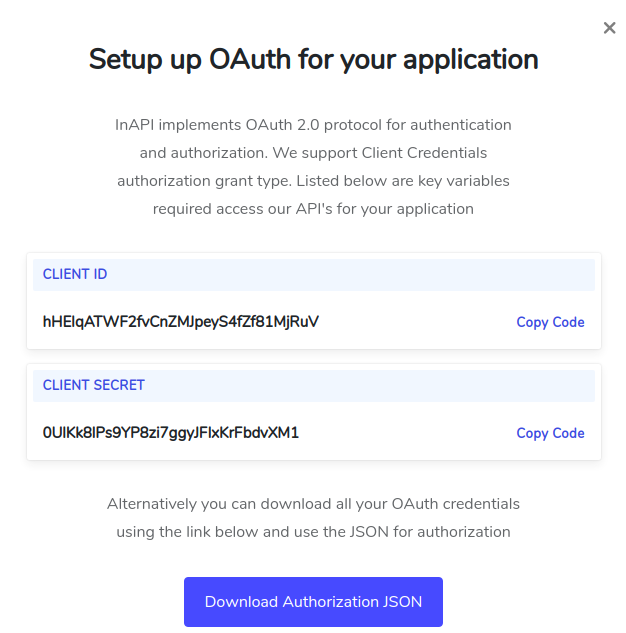 Setup up OAuth for your application
InAPI implements OAuth 2.0 protocol for authentication
and authorization. We support Client Credentials
authorization grant type. Listed below are key variables
required access our API's for your application
CLIENT ID
hHEIqATWF2fvCnZMJpeyS4fZf81MjRuV
Copy Code
CLIENT SECRET
0UIKk8IPs9YP8zi7ggyJFIxKrFbdvXM1
Copy Code
Alternatively you can download all your OAuth credentials
using the link below and use the JSON for authorization
Download Authorization JSON